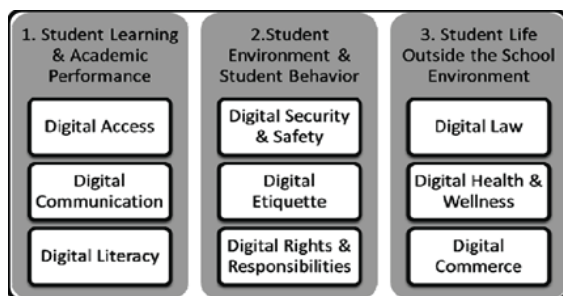 1. Student Learning
& Academic
Performance
Digital Access
Digital
Communication
Digital Literacy
2.Student
Environment &
Student Behavior
Digital Security
& Safety
Digital
Etiquette
Digital Rights &
Responsibilities
3. Student Life
Outside the School
Environment
Digital Law
Digital Health &
Wellness
Digital
Commerce